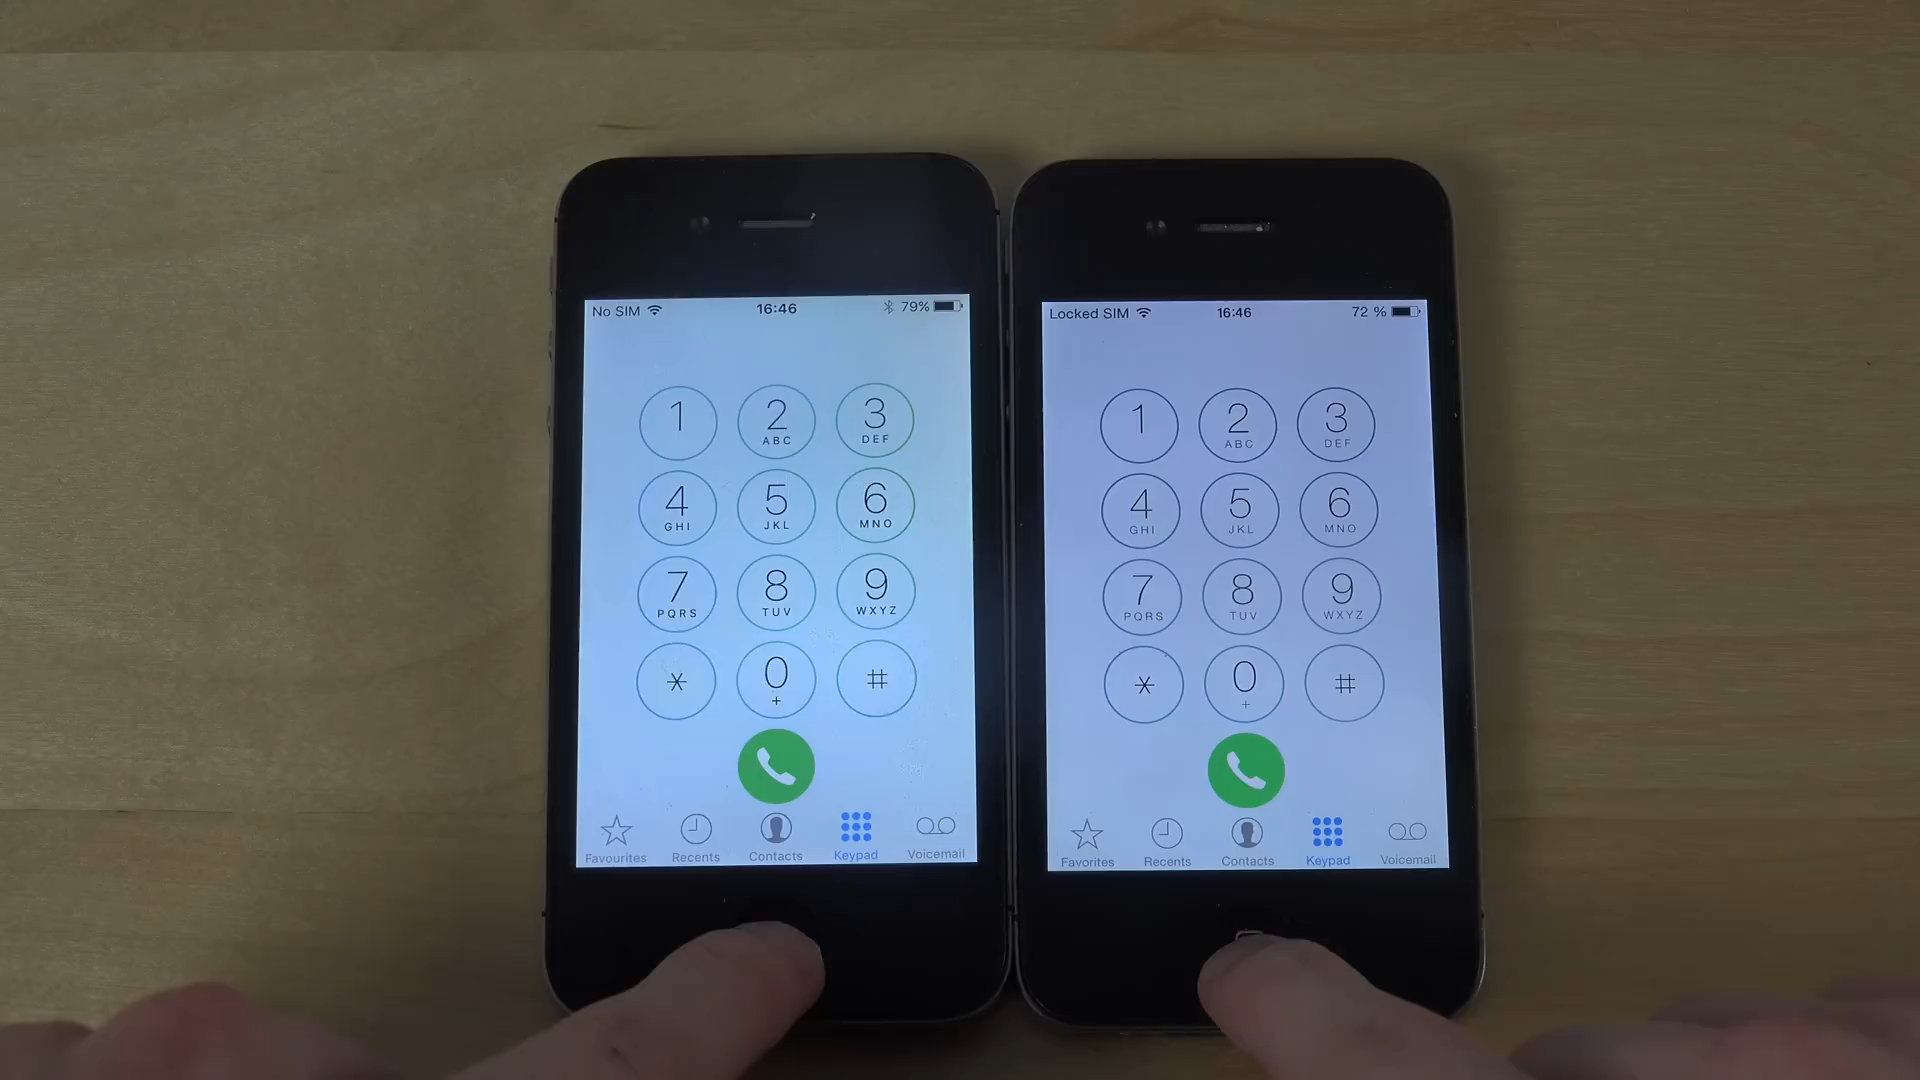 No SIM 16:46 79%
1 2 3
ABC DEF
4 5 6
GHI JKL MNO
7 8 9
PQRS TUV WXYZ
* 0 #
+
Favourites Recents Contacts Keypad Voicemail
Locked SIM 16:46 72 %
1 2 3
ABC DEF
4 5 6
GHI JKL MNO
7 8 9
PQRS TUV WXYZ
* 0 #
+
Favorites Recents Contacts Keypad Voicemail